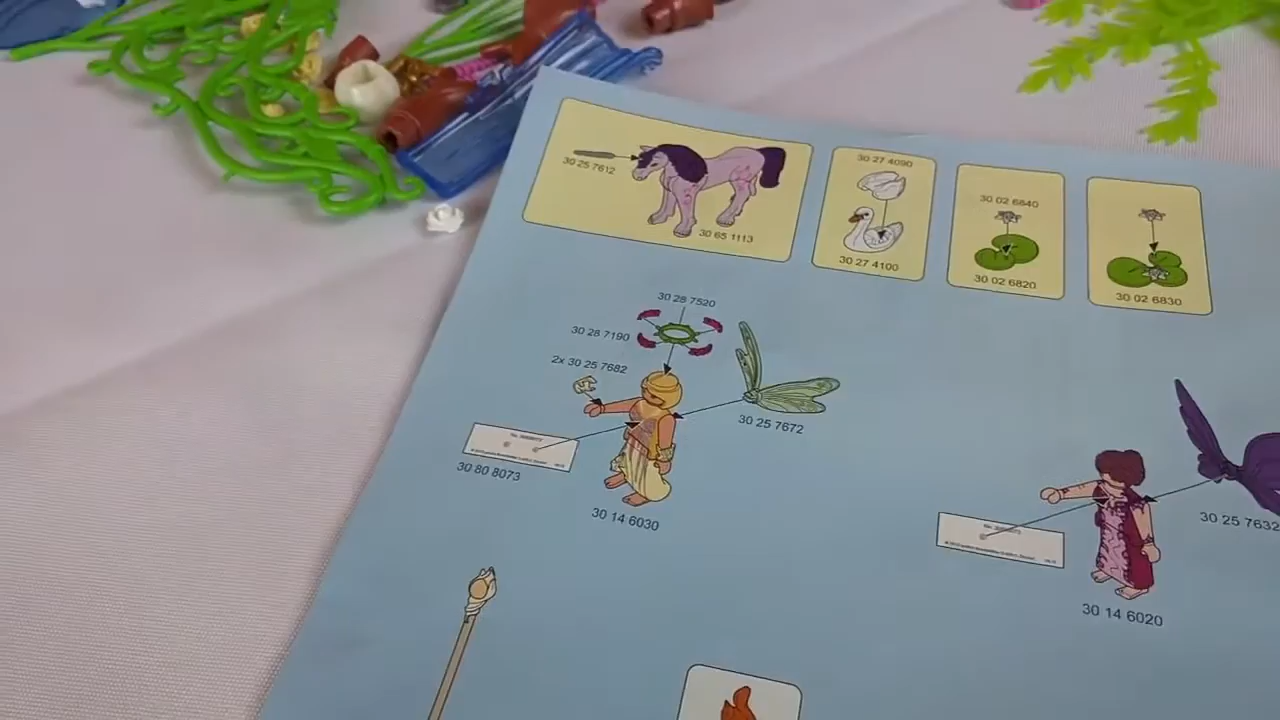 30 25 7612
30 65 1113
30 27 4090
30 27 4100
30 02 6840
30 02 6820
30 02 6830
30 28 7520
30 28 7190
2x 30 25 7682
30 25 7672
30 80 8073
30 14 6030
30 25 7632
30 14 6020